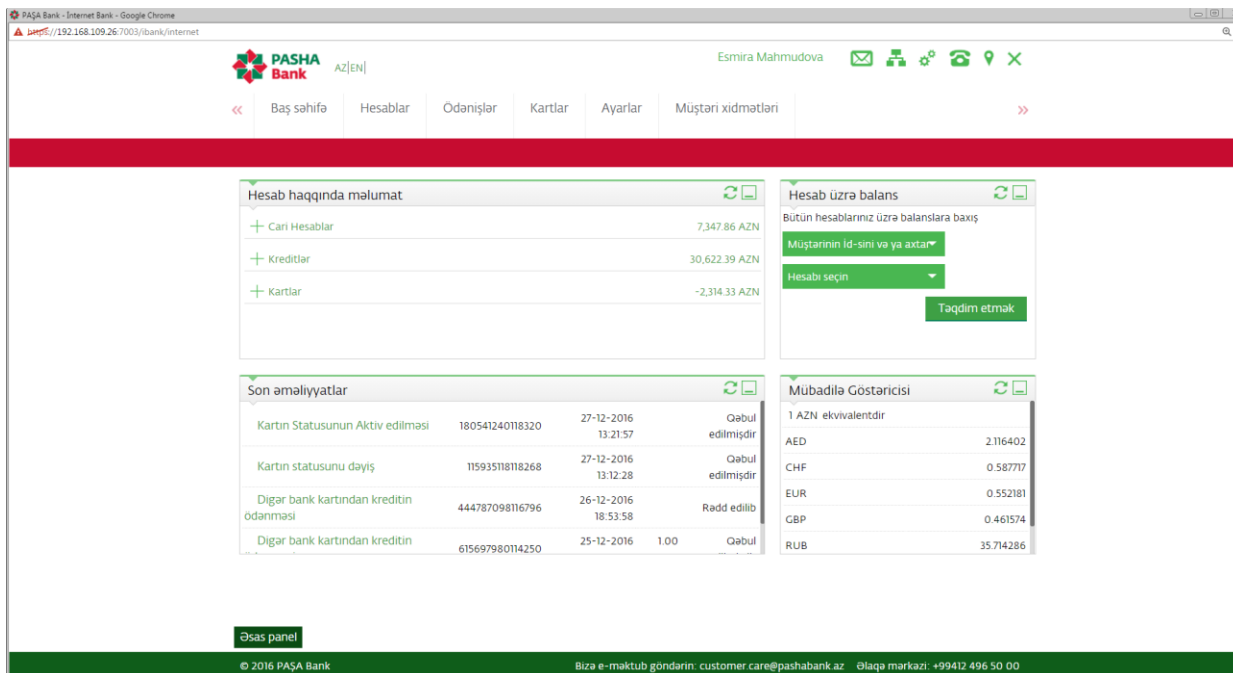 PAŞA Bank - Internet Bank - Google Chrome
https://192.168.109.26:7003/ibank/internet
PASHA
Bank
AZ|EN|
Esmira Mahmudova
Baş səhifə Hesablar Ödənişlər Kartlar Ayarlar Müştəri xidmətləri
Hesab haqqında məlumat
Cari Hesablar 7,347.86 AZN
Kreditlər 30,622.39 AZN
Kartlar -2,314.33 AZN
Hesab üzrə balans
Bütün hesablarınız üzrə balanslara baxış
Müştərinin İd-sini və ya axtar
Hesabı seçin
Təqdim etmək
Son əməliyyatlar
Kartın Statusunun Aktiv edilməsi 180541240118320 27-12-2016 13:21:57 Qəbul edilmişdir
Kartın statusunu dəyiş 115935118118268 27-12-2016 13:12:28 Qəbul edilmişdir
Digər bank kartından kreditin ödənməsi 444787098116796 26-12-2016 18:53:58 Rədd edilib
Digər bank kartından kreditin 615697980114250 25-12-2016 1.00 Qəbul
Mübadilə Göstəricisi
1 AZN ekvivalentdir
AED 2.116402
CHF 0.587717
EUR 0.552181
GBP 0.461574
RUB 35.714286
Əsas panel
© 2016 PAŞA Bank
Bizə e-məktub göndərin: customer.care@pashabank.az Əlaqə mərkəzi: +99412 496 50 00